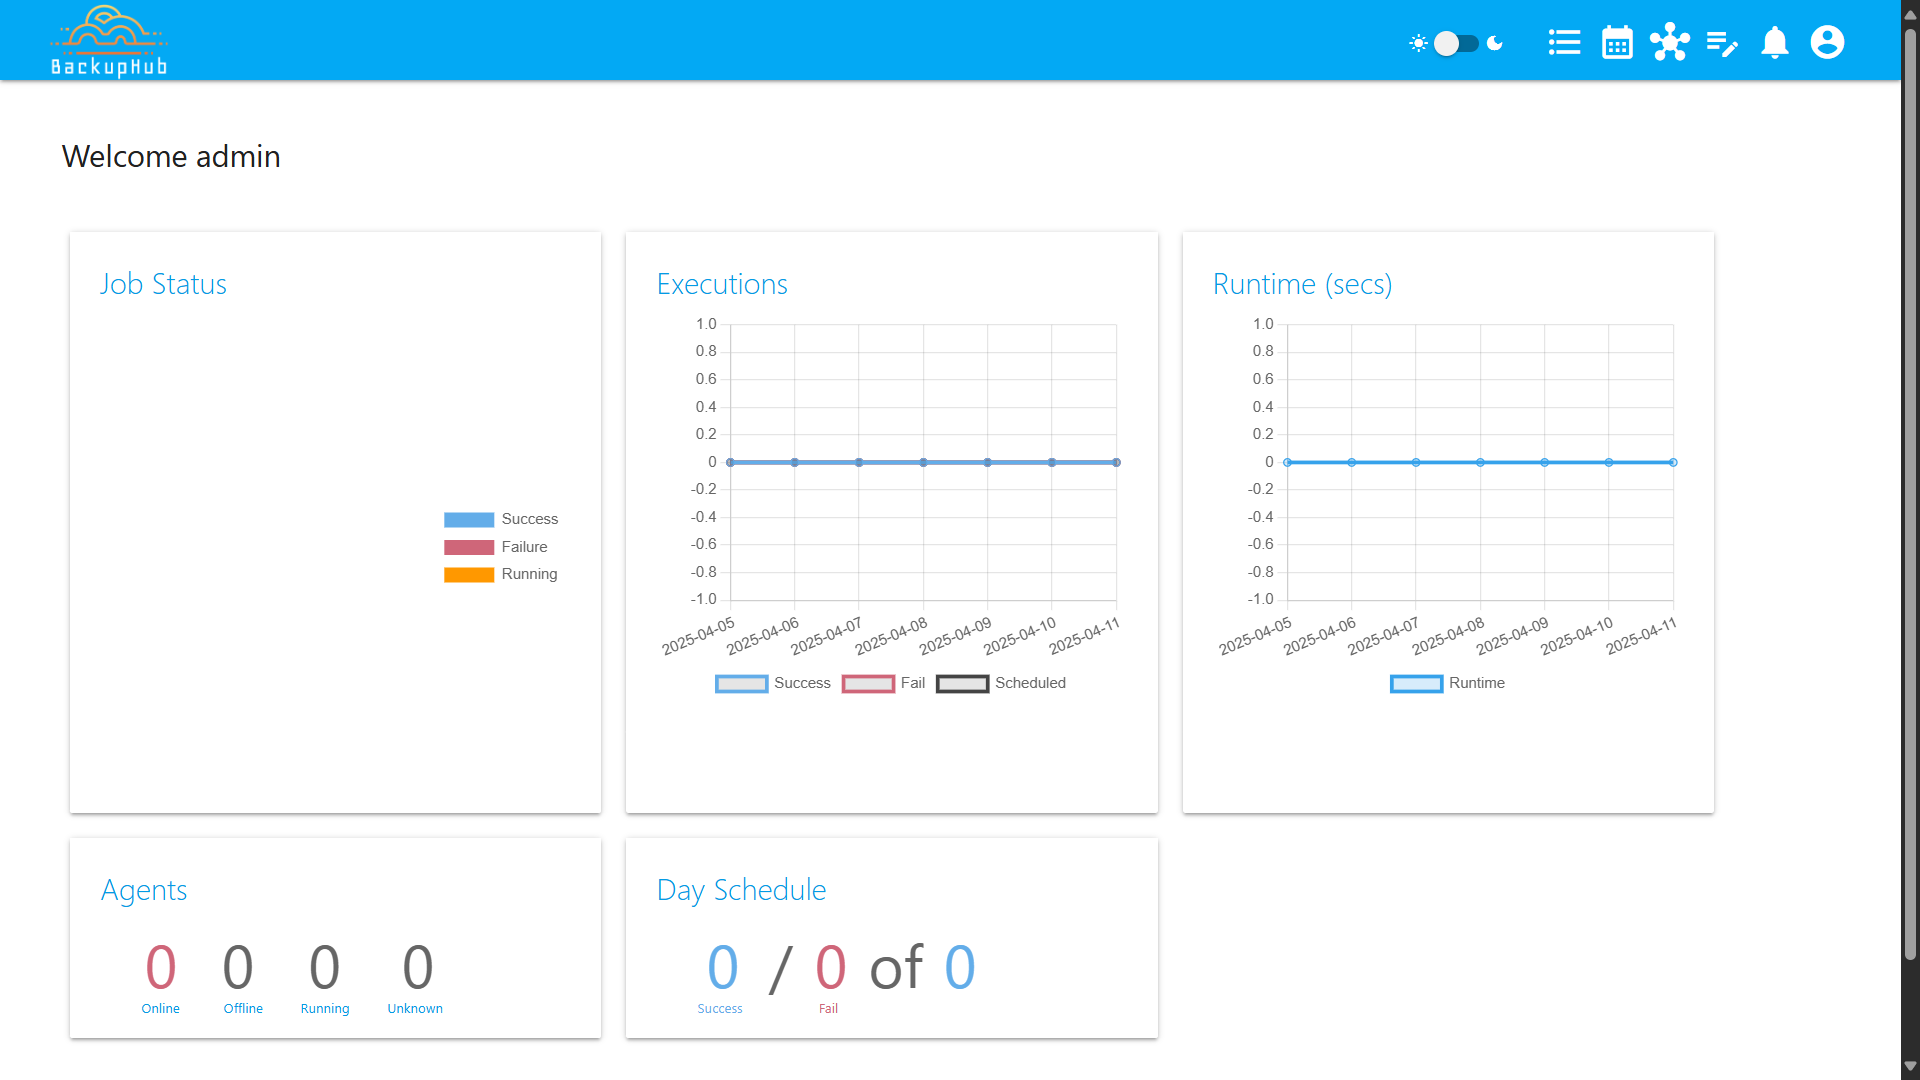 BackupHub
Welcome admin
Job Status
Success
Failure
Running
Executions
1.0
0.8
0.6
0.4
0.2
0
-0.2
-0.4
-0.6
-0.8
-1.0
2025-04-05 2025-04-06 2025-04-07 2025-04-08 2025-04-09 2025-04-10 2025-04-11
Success Fail Scheduled
Runtime (secs)
1.0
0.8
0.6
0.4
0.2
0
-0.2
-0.4
-0.6
-0.8
-1.0
2025-04-05 2025-04-06 2025-04-07 2025-04-08 2025-04-09 2025-04-10 2025-04-11
Runtime
Agents
0 0 0 0
Online Offline Running Unknown
Day Schedule
0 / 0 of 0
Success Fail